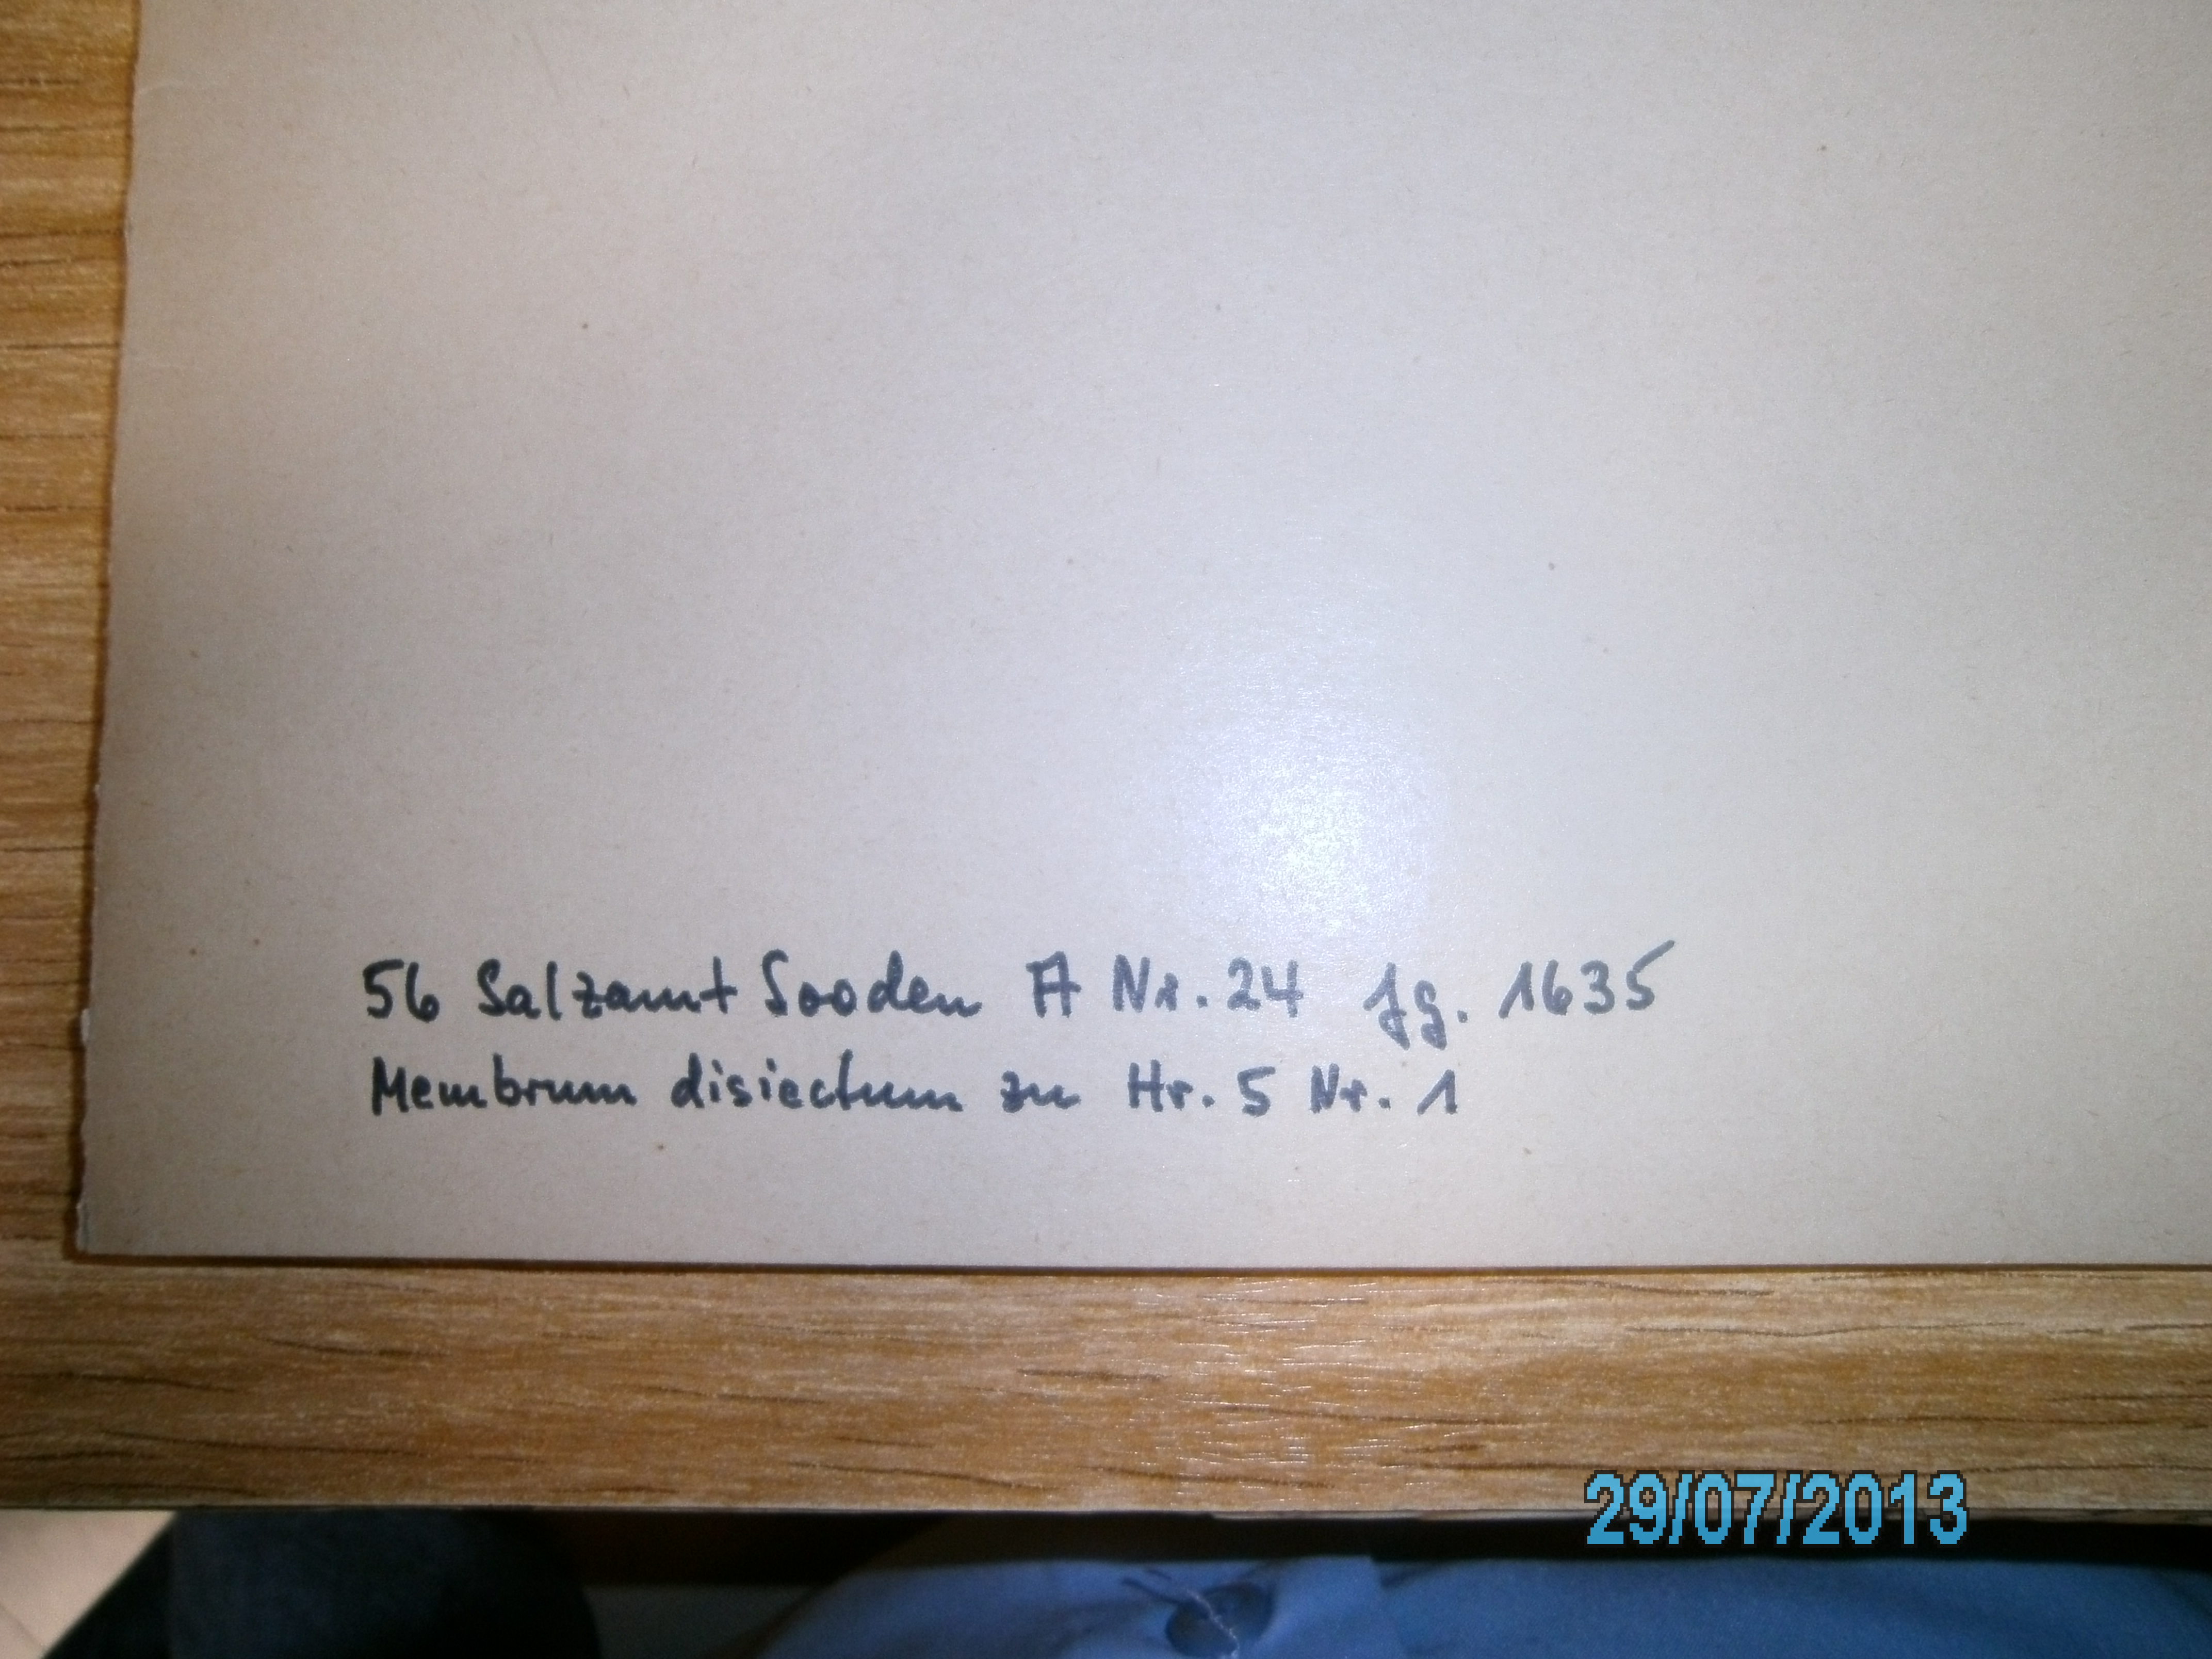 56 Salzamt Sooden A Nr. 24 Jg. 1635
Membrum disiectum zu Hr. 5 Nr. 1
29/07/2013